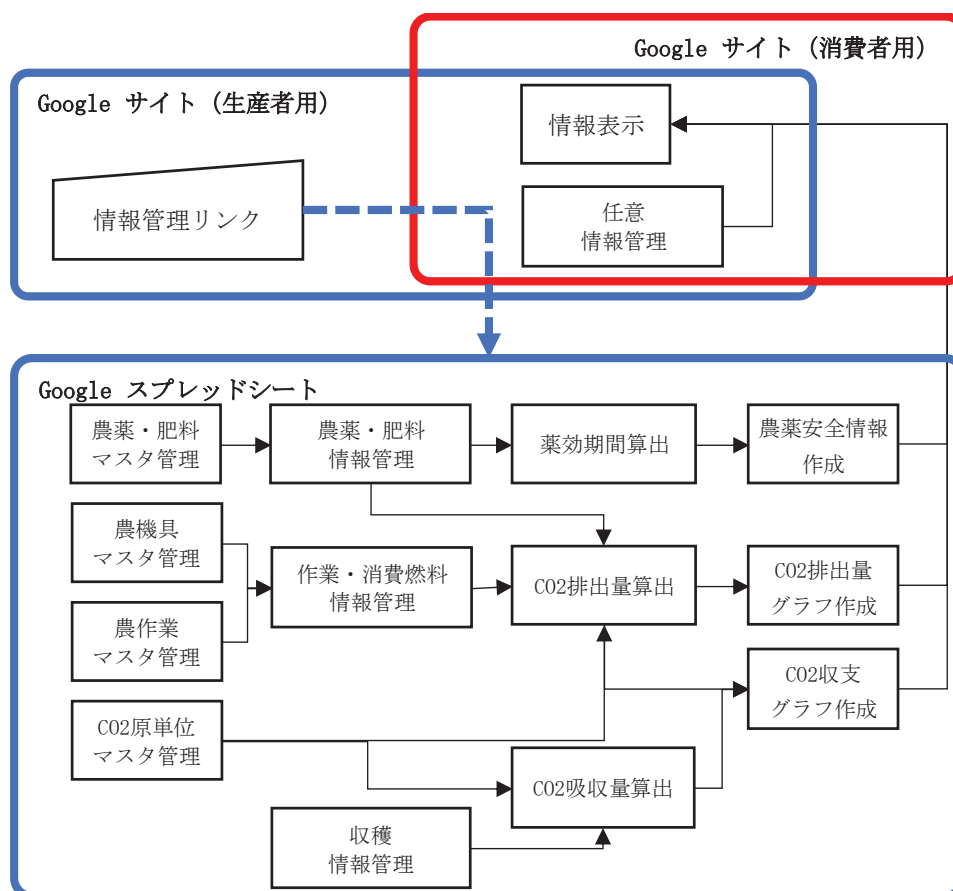 Google サイト (消費者用)
Google サイト (生産者用)
情報表示
情報管理リンク
任意
情報管理
Google スプレッドシート
農薬・肥料
マスタ管理
農薬・肥料
情報管理
薬効期間算出
農薬安全情報
作成
農機具
マスタ管理
作業・消費燃料
情報管理
CO2排出量算出
CO2排出量
グラフ作成
農作業
マスタ管理
CO2収支
グラフ作成
CO2原単位
マスタ管理
CO2吸収量算出
収穫
情報管理